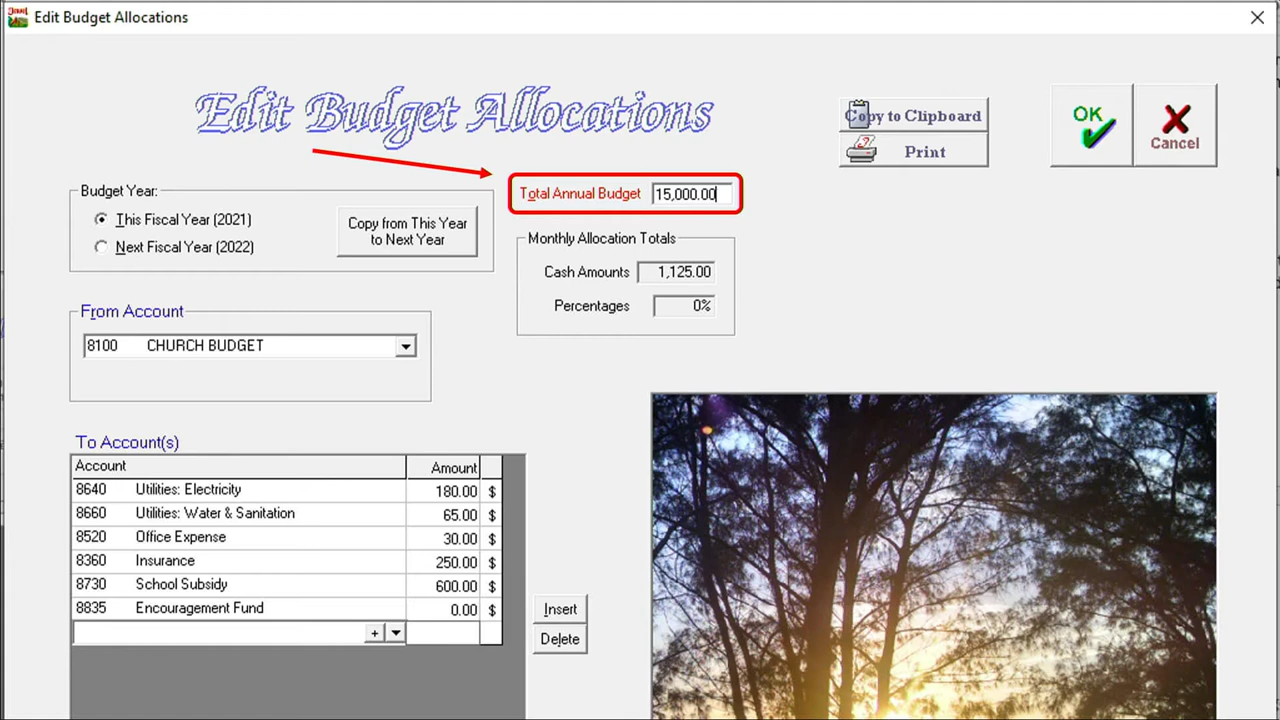 Edit Budget Allocations
Edit Budget Allocations
Copy to Clipboard
Print
OK
Cancel
Total Annual Budget 15,000.00
Budget Year:
This Fiscal Year (2021)
Next Fiscal Year (2022)
Copy from This Year
to Next Year
Monthly Allocation Totals
Cash Amounts 1,125.00
Percentages 0%
From Account
8100 CHURCH BUDGET
To Account(s)
Account Amount
8640 Utilities: Electricity 180.00 $
8660 Utilities: Water & Sanitation 65.00 $
8520 Office Expense 30.00 $
8360 Insurance 250.00 $
8730 School Subsidy 600.00 $
8835 Encouragement Fund 0.00 $
+
Insert
Delete